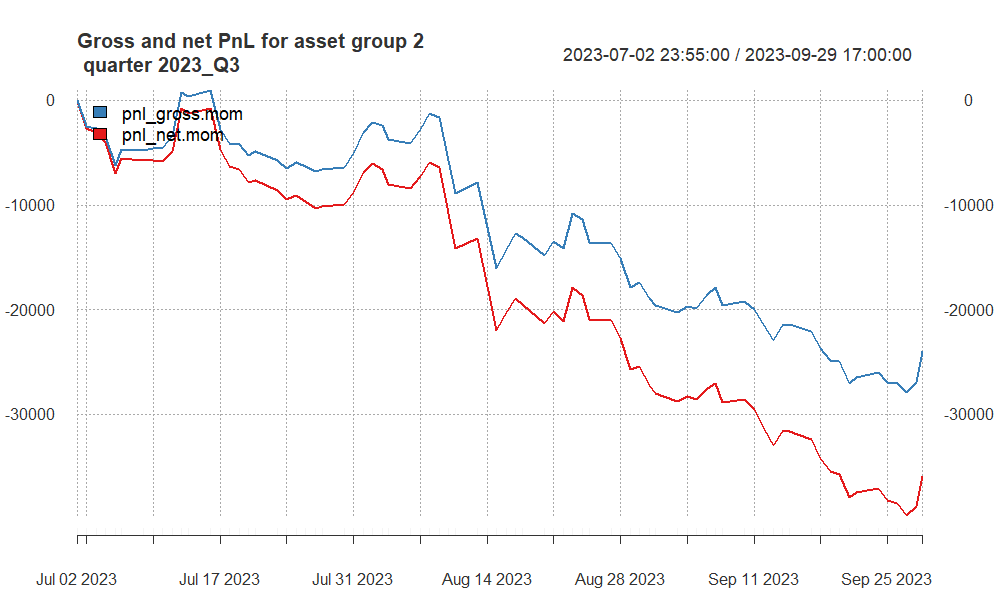 Gross and net PnL for asset group 2
quarter 2023_Q3
2023-07-02 23:55:00 / 2023-09-29 17:00:00
0
0
pnl_gross.mom
pnl_net.mom
-10000
-10000
-20000
-20000
-30000
-30000
Jul 02 2023
Jul 17 2023
Jul 31 2023
Aug 14 2023
Aug 28 2023
Sep 11 2023
Sep 25 2023